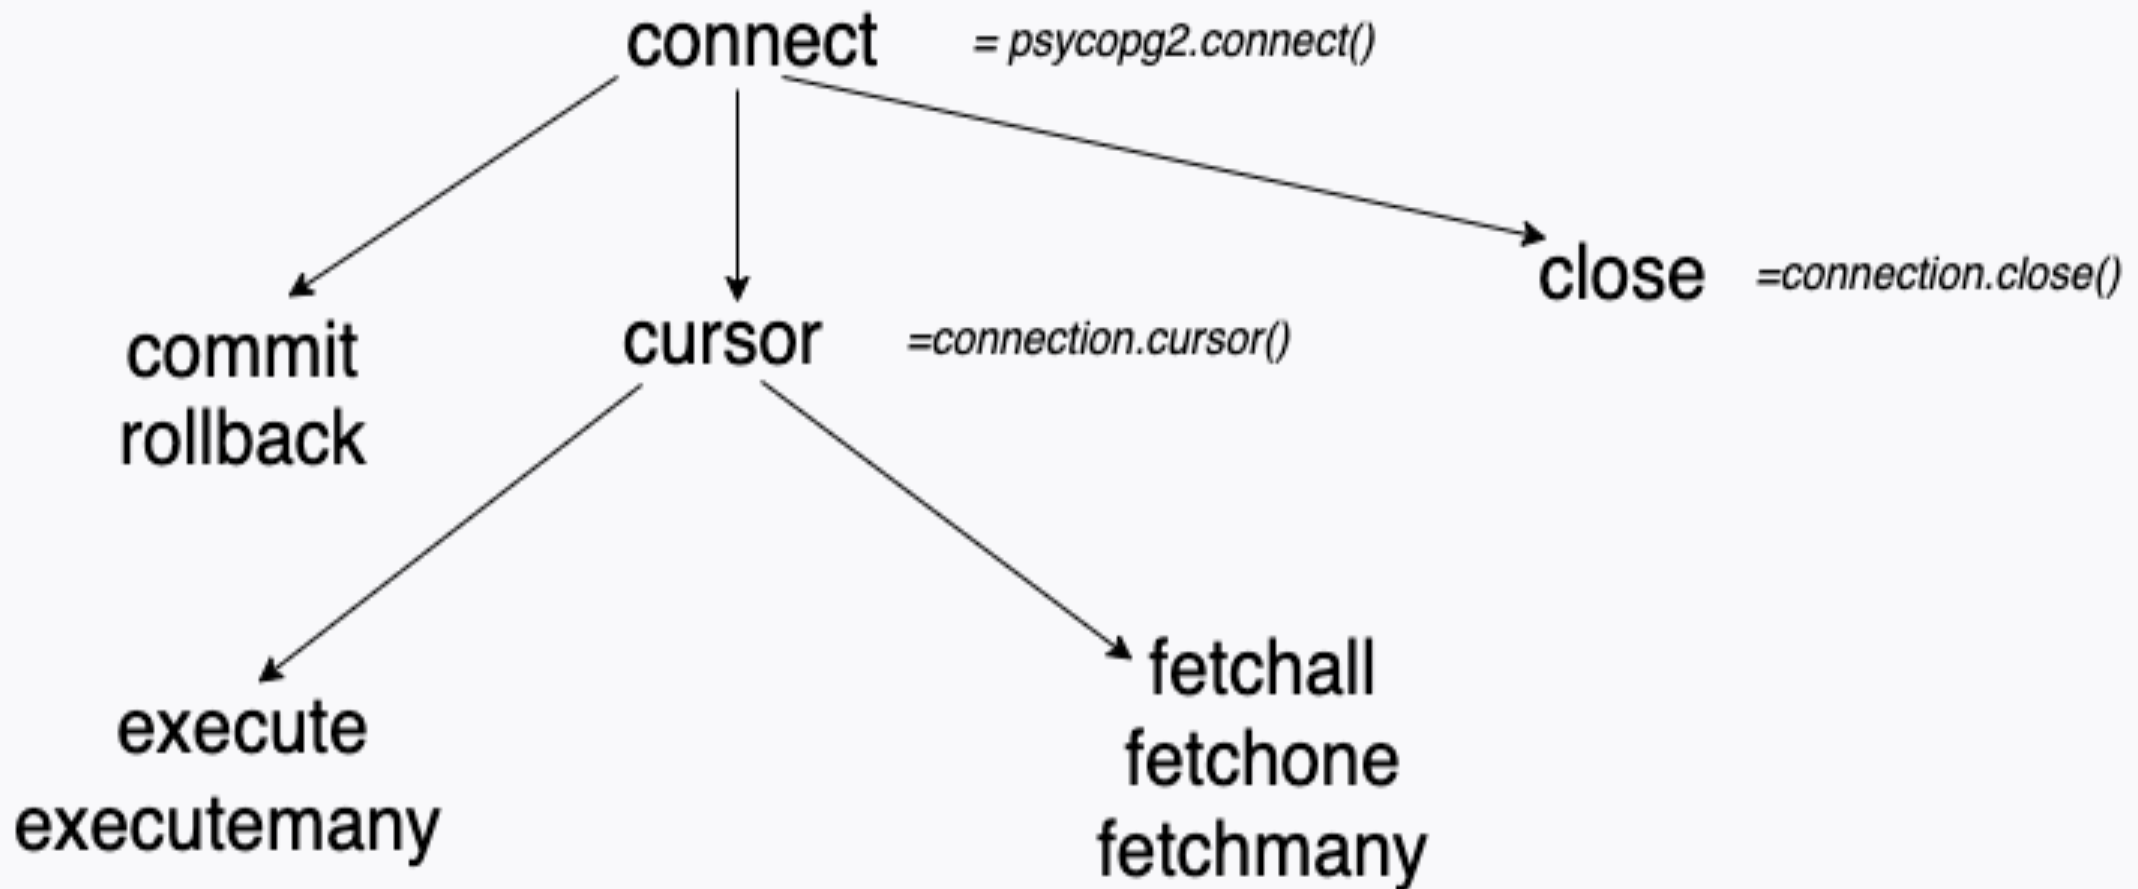 connect = psycopg2.connect()
close =connection.close()
commit
rollback
cursor =connection.cursor()
execute
executemany
fetchall
fetchone
fetchmany